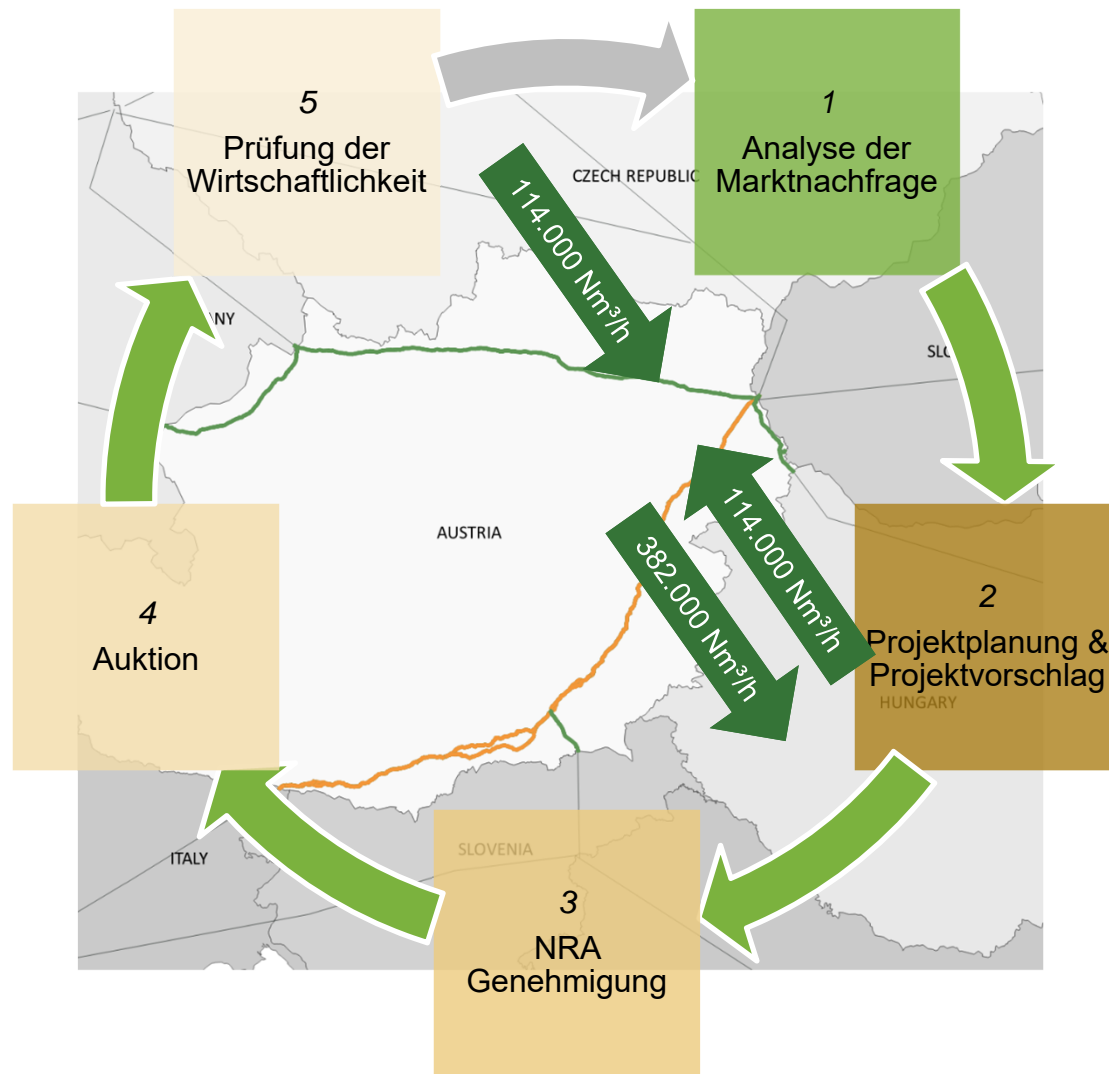 5
Prüfung der
Wirtschaftlichkeit
1
Analyse der
Marktnachfrage
CZECH REPUBLIC
114.000 Nm³/h
NY
SLO
AUSTRIA
114.000 Nm³/h
382.000 Nm³/h
4
Auktion
2
Projektplanung &
Projektvorschlag
HUNGARY
ITALY
SLOVENIA
3
NRA
Genehmigung